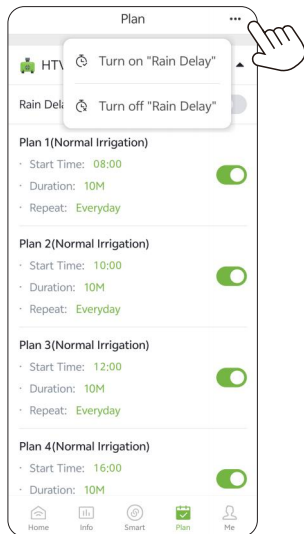 Plan
HTV
Turn on "Rain Delay"
Rain Dela
Turn off "Rain Delay"
Plan 1(Normal Irrigation)
· Start Time: 08:00
· Duration: 10M
· Repeat: Everyday
Plan 2(Normal Irrigation)
· Start Time: 10:00
· Duration: 10M
· Repeat: Everyday
Plan 3(Normal Irrigation)
· Start Time: 12:00
· Duration: 10M
· Repeat: Everyday
Plan 4(Normal Irrigation)
· Start Time: 16:00
· Duration: 10M
Home Info Smart Plan Me